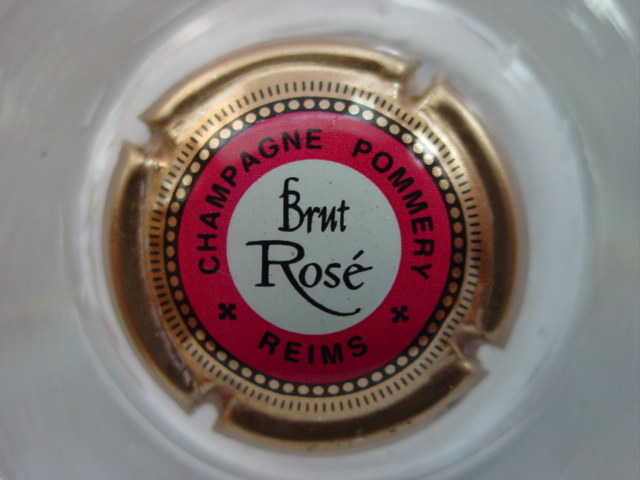 CHAMPAGNE POMMERY
Brut
Rosé
REIMS